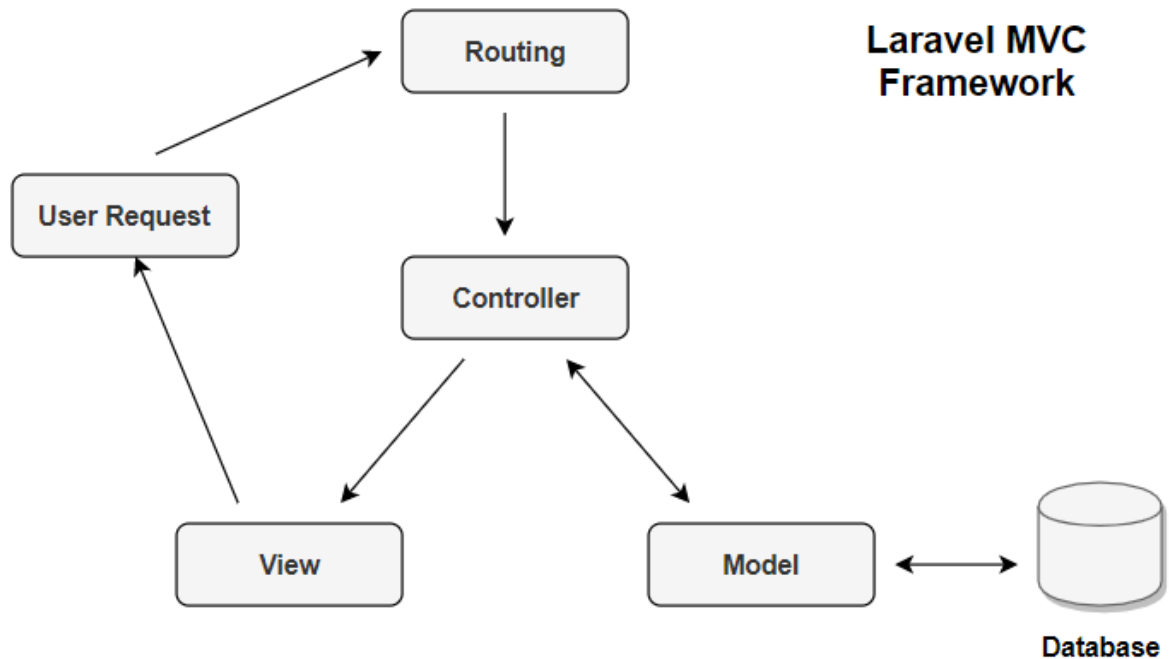 Laravel MVC
Framework
Routing
User Request
Controller
View
Model
Database